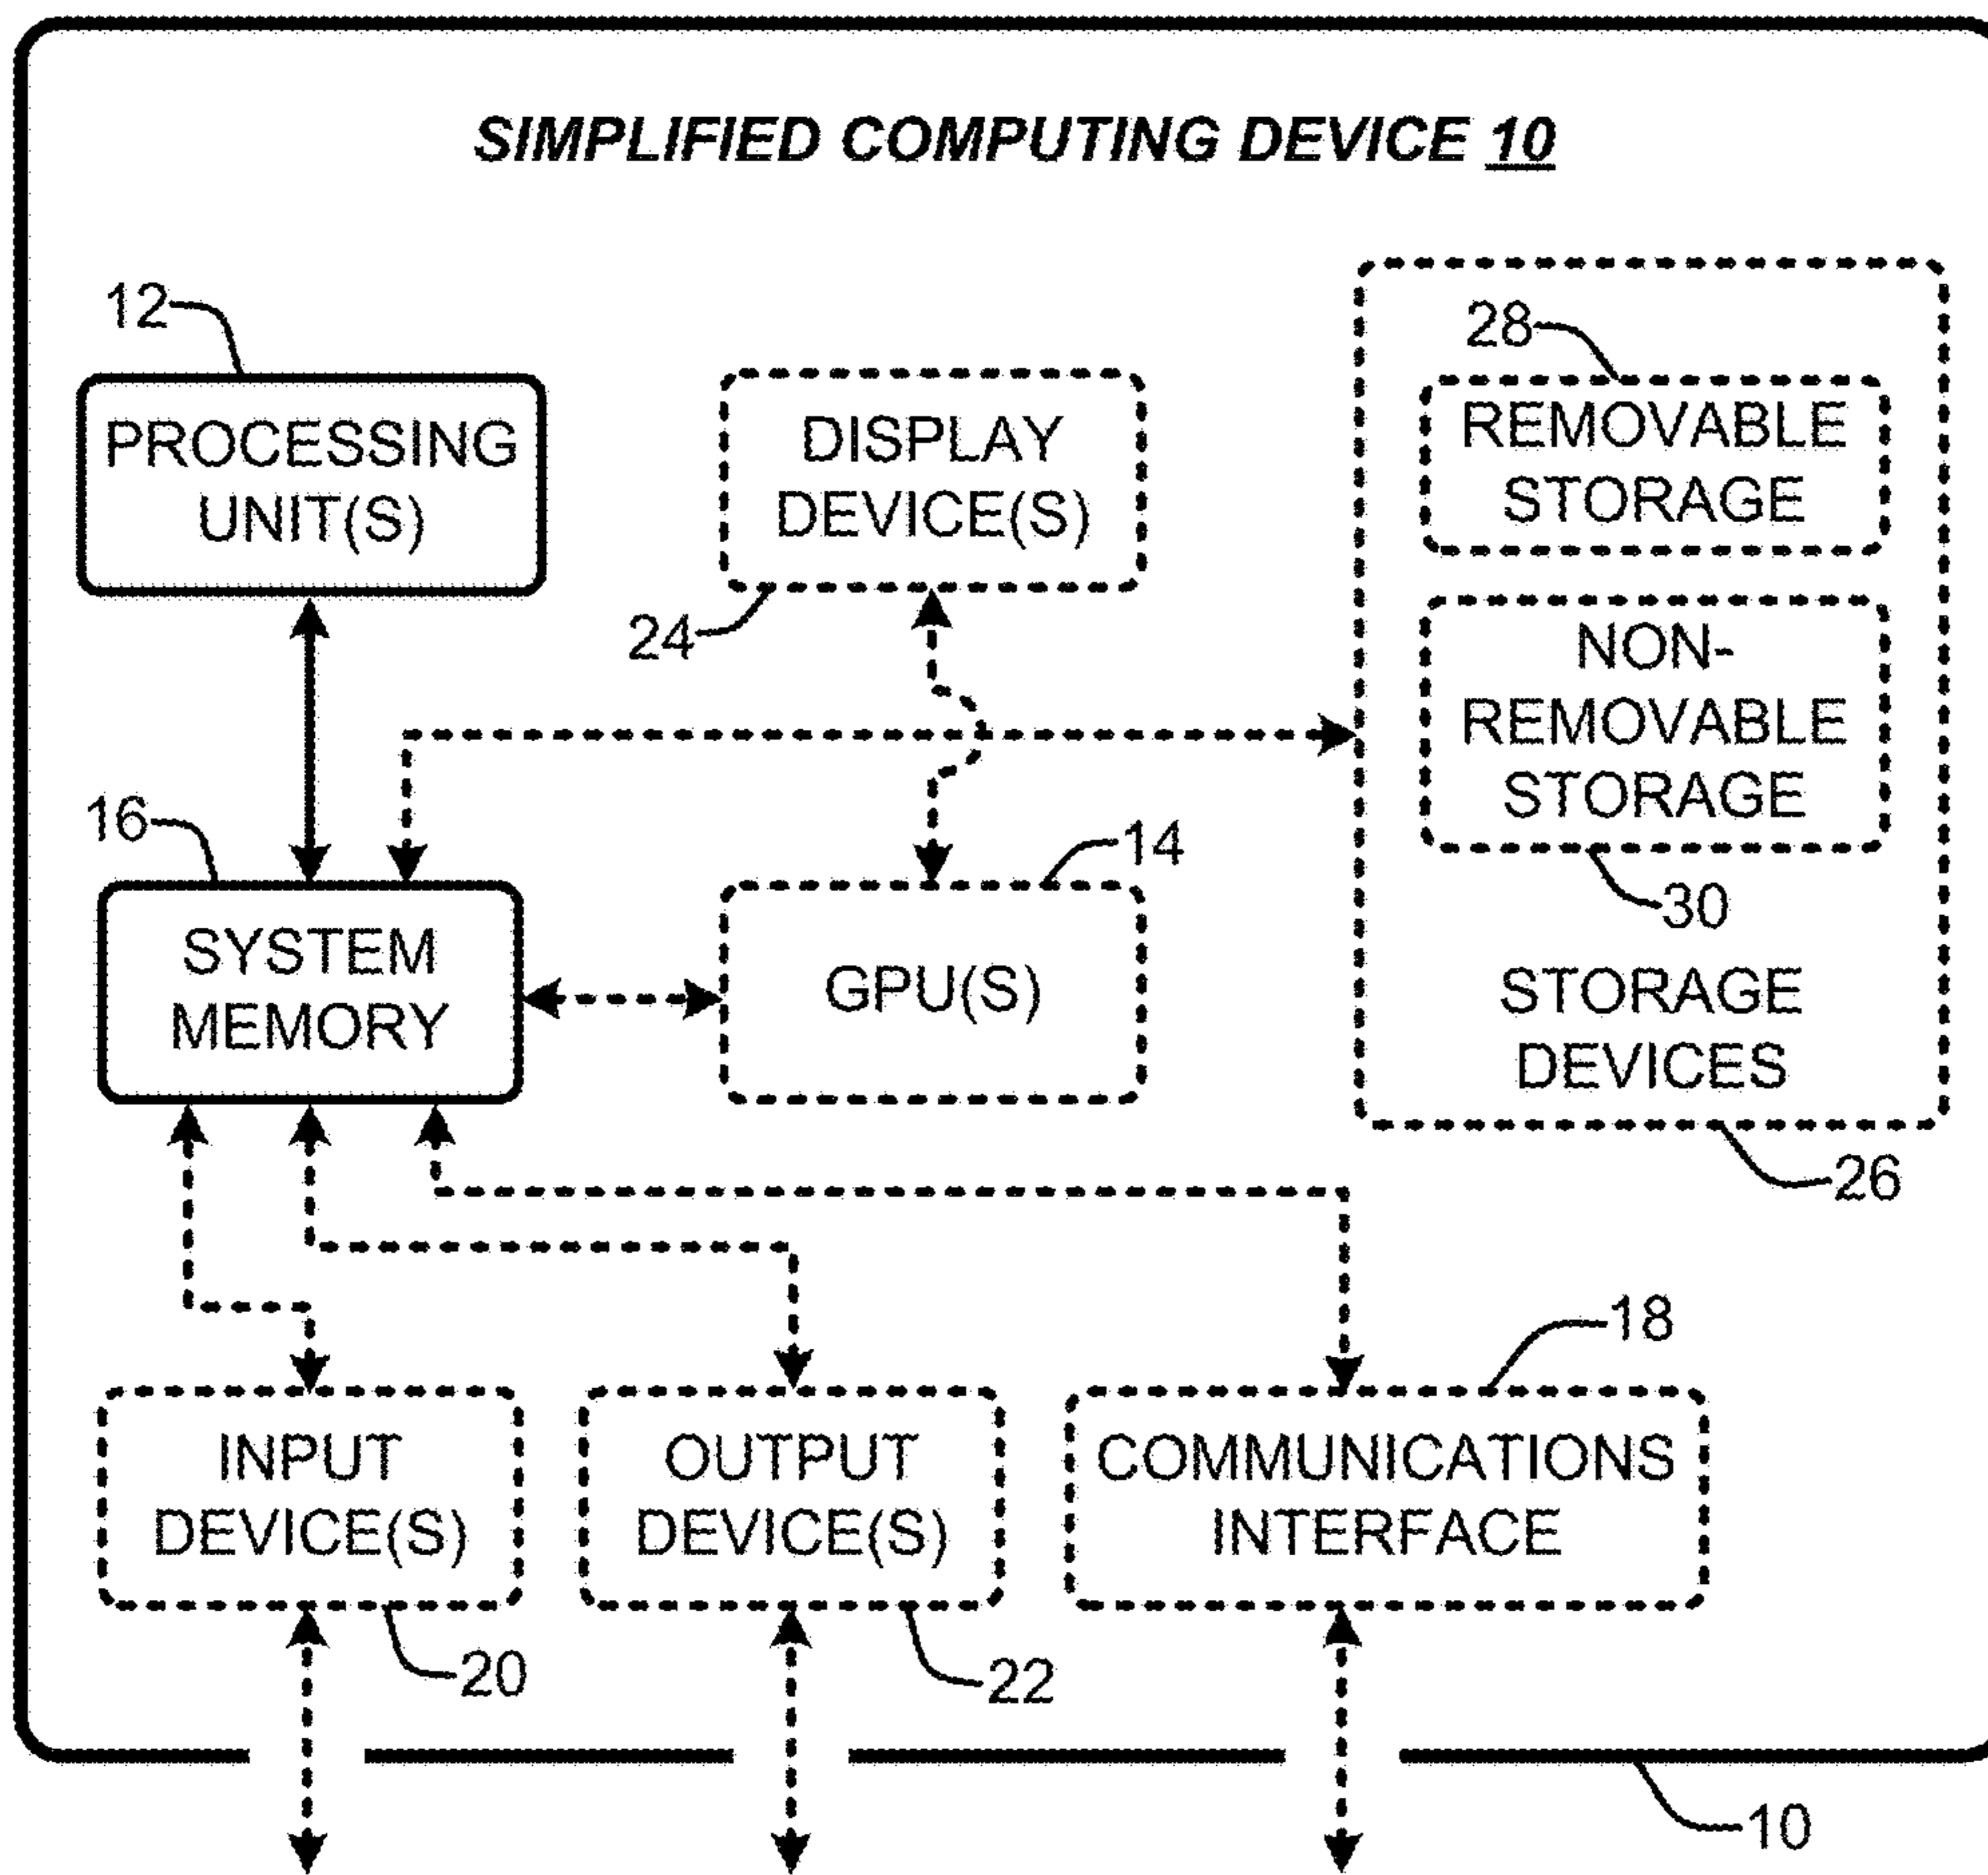 SIMPLIFIED COMPUTING DEVICE 10
12
PROCESSING
UNIT(S)
DISPLAY
DEVICE(S)
24
28
REMOVABLE
STORAGE
NON-
REMOVABLE
STORAGE
30
STORAGE
DEVICES
26
16
SYSTEM
MEMORY
14
GPU(S)
18
INPUT
DEVICE(S)
20
OUTPUT
DEVICE(S)
22
COMMUNICATIONS
INTERFACE
10